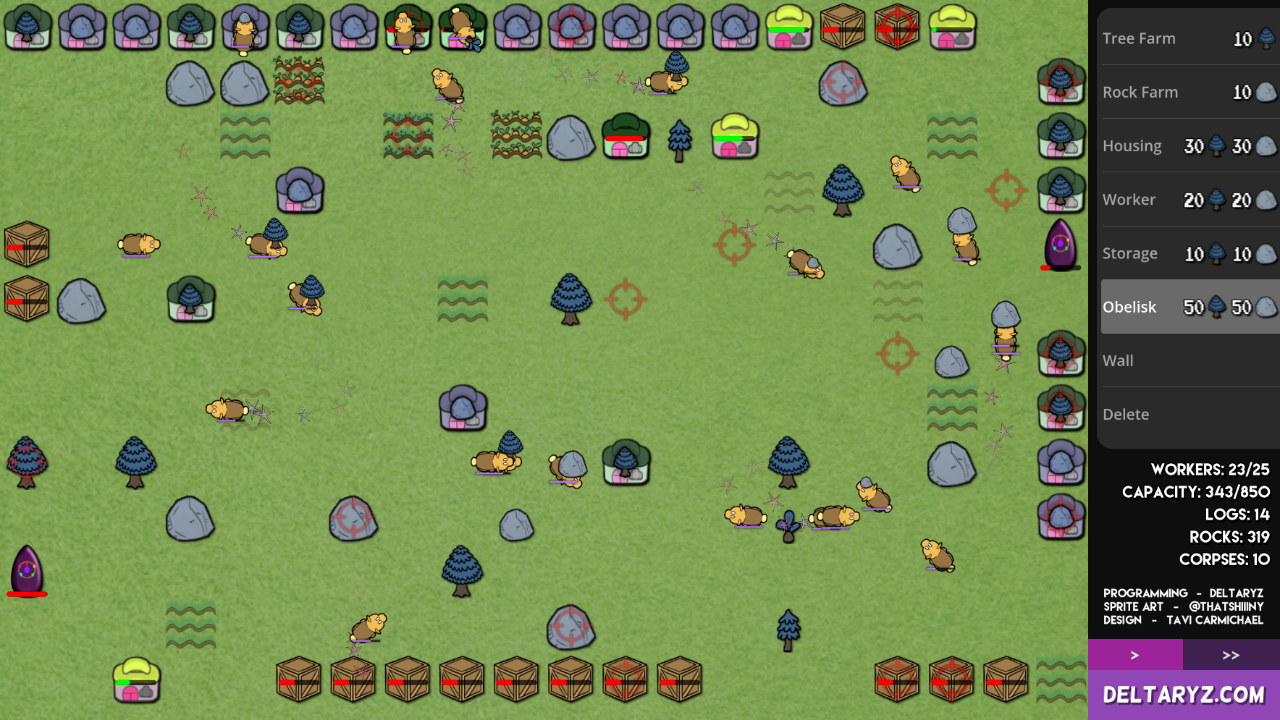 Tree Farm 10
Rock Farm 10
Housing 30 30
Worker 20 20
Storage 10 10
Obelisk 50 50
Wall
Delete
WORKERS: 23/25
CAPACITY: 343/850
LOGS: 14
ROCKS: 319
CORPSES: 10
PROGRAMMING - DELTARYZ
SPRITE ART - @THATSHIIINY
DESIGN - TAVI CARMICHAEL
> >>
DELTARYZ.COM